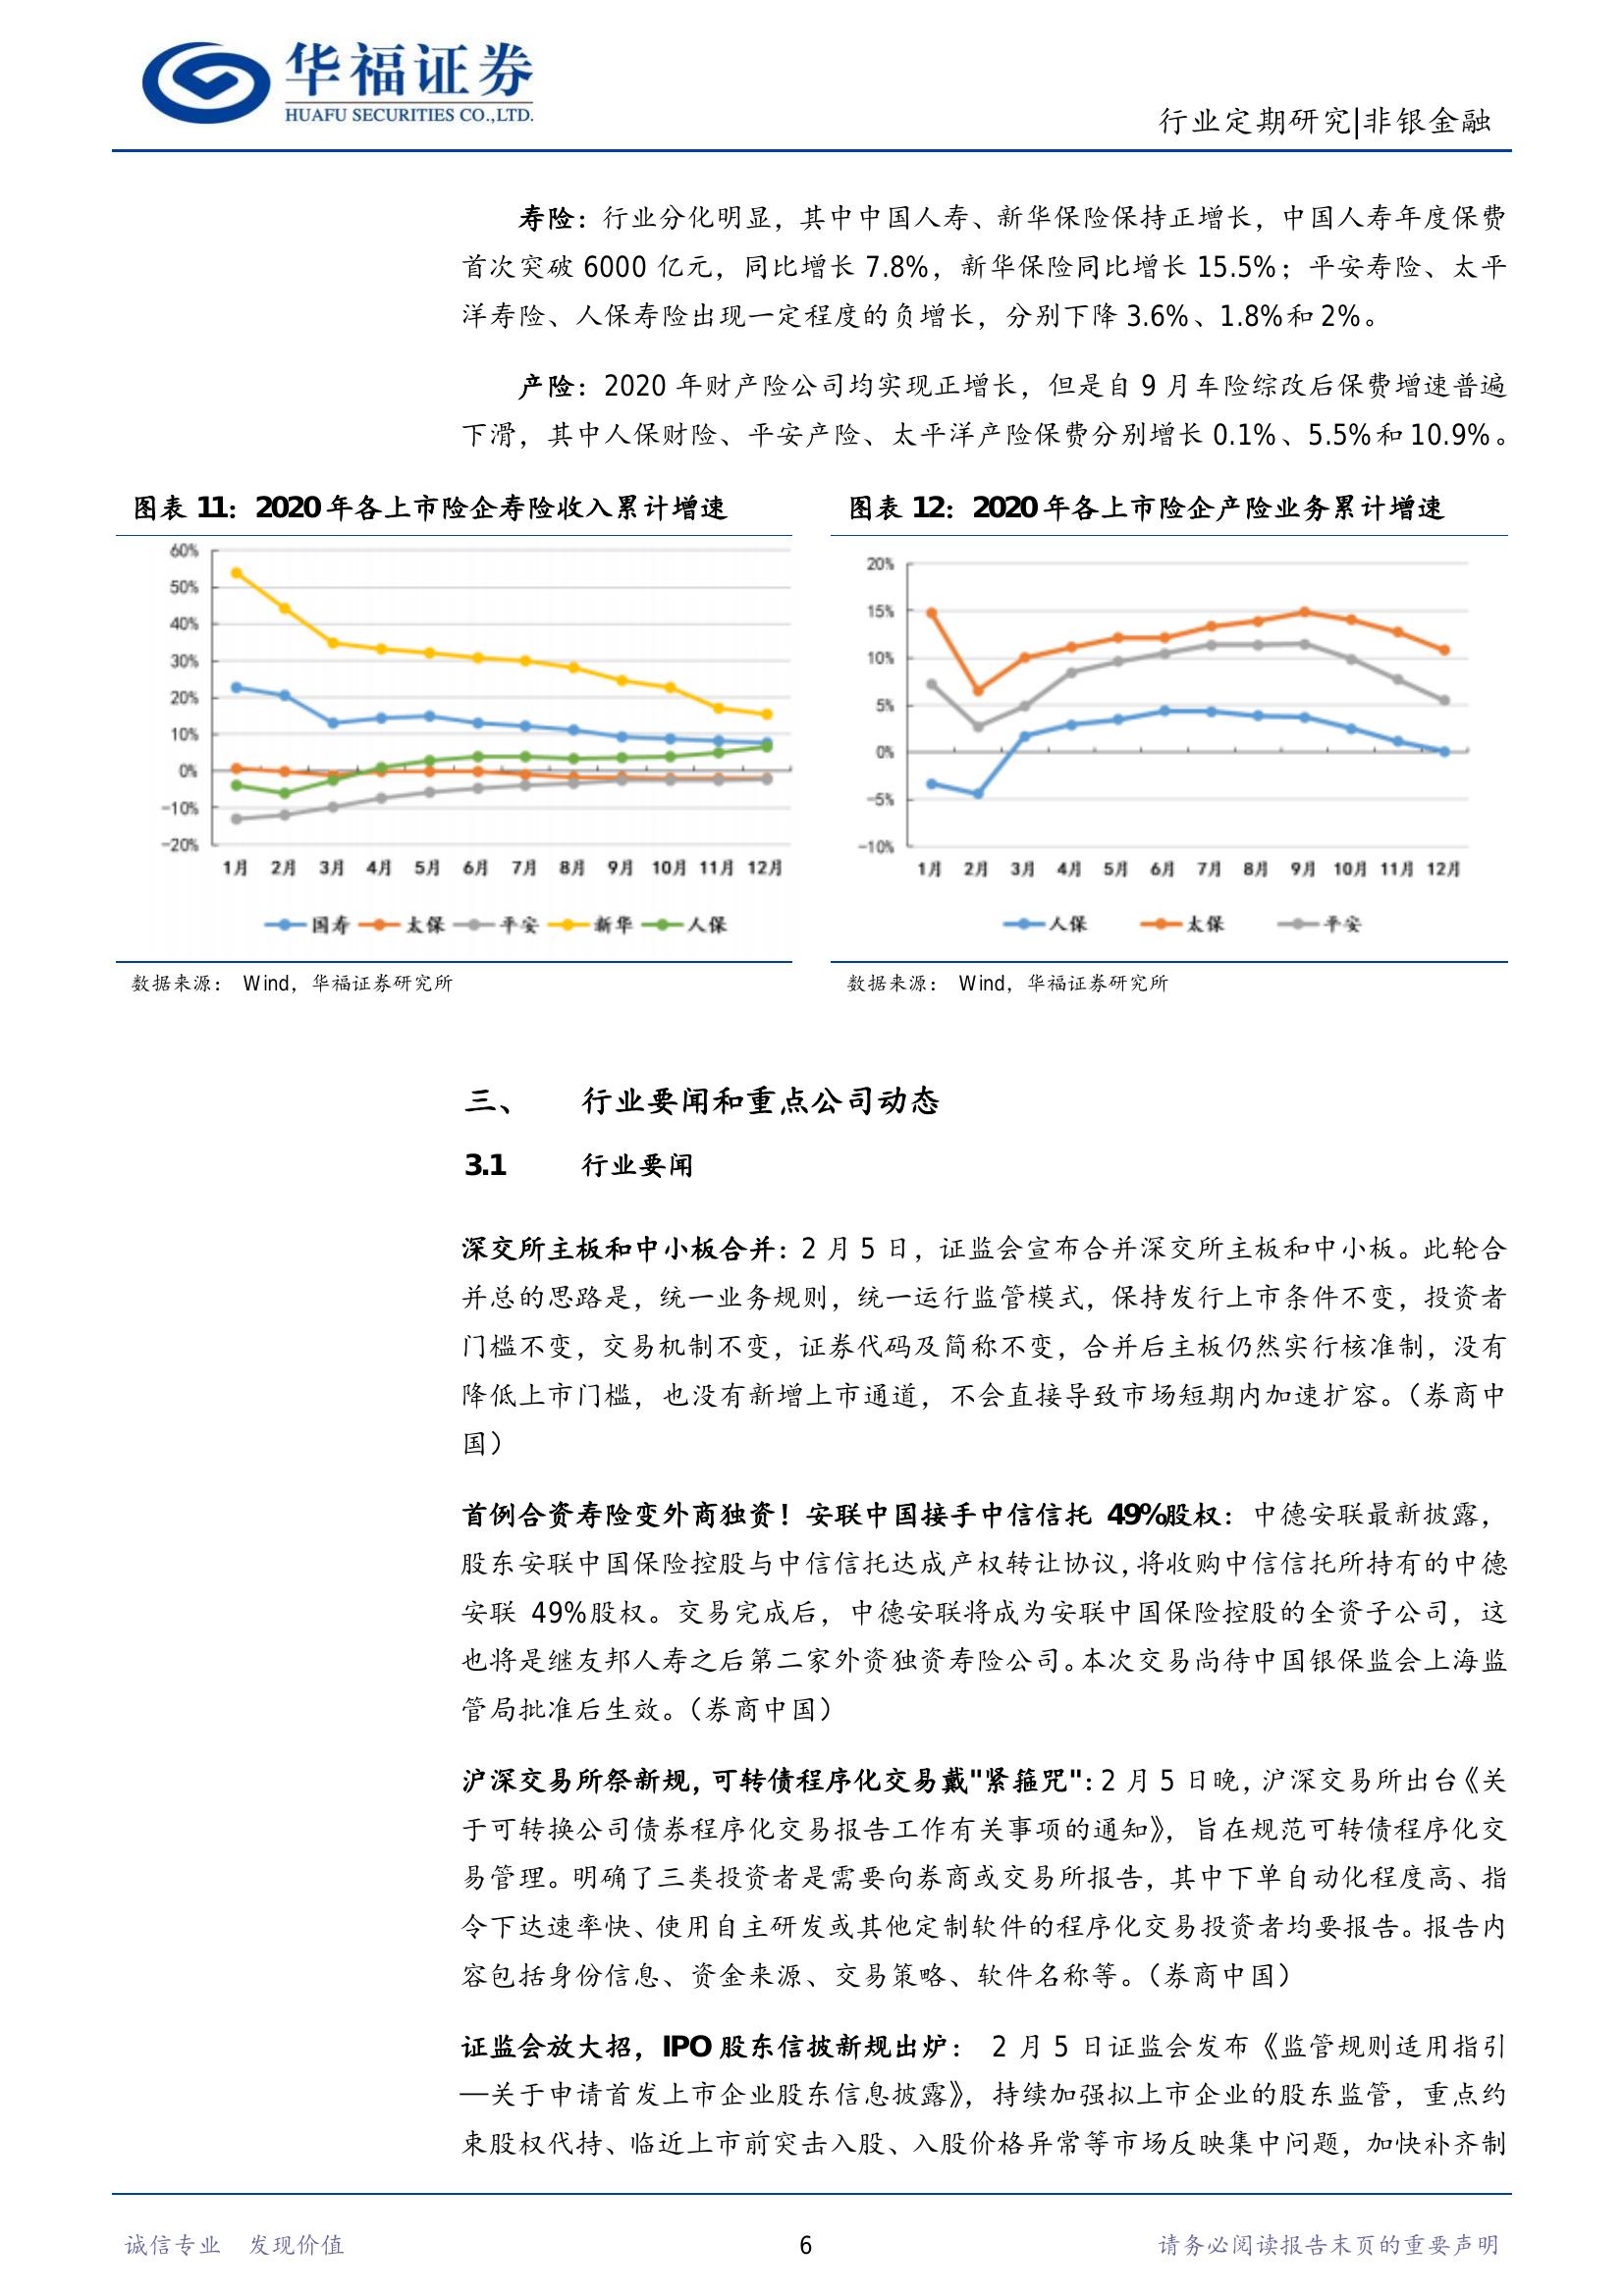 华福证券
HUAFU SECURITIES CO.,LTD.
行业定期研究|非银金融
寿险：行业分化明显，其中中国人寿、新华保险保持正增长，中国人寿年度保费
首次突破 6000 亿元，同比增长 7.8%，新华保险同比增长 15.5%；平安寿险、太平
洋寿险、人保寿险出现一定程度的负增长，分别下降 3.6%、1.8%和 2%。
产险：2020 年财产险公司均实现正增长，但是自 9 月车险综改后保费增速普遍
下滑，其中人保财险、平安产险、太平洋产险保费分别增长 0.1%、5.5%和 10.9%。
图表 11：2020 年各上市险企寿险收入累计增速
60%
50%
40%
30%
20%
10%
0%
-10%
-20%
1月 2月 3月 4月 5月 6月 7月 8月 9月 10月 11月 12月
国寿 太保 平安 新华 人保
数据来源： Wind，华福证券研究所
图表 12：2020 年各上市险企产险业务累计增速
20%
15%
10%
5%
0%
-5%
-10%
1月 2月 3月 4月 5月 6月 7月 8月 9月 10月 11月 12月
人保 太保 平安
数据来源： Wind，华福证券研究所
三、 行业要闻和重点公司动态
3.1 行业要闻
深交所主板和中小板合并：2 月 5 日，证监会宣布合并深交所主板和中小板。此轮合
并总的思路是，统一业务规则，统一运行监管模式，保持发行上市条件不变，投资者
门槛不变，交易机制不变，证券代码及简称不变，合并后主板仍然实行核准制，没有
降低上市门槛，也没有新增上市通道，不会直接导致市场短期内加速扩容。（券商中
国）
首例合资寿险变外商独资！安联中国接手中信信托 49%股权：中德安联最新披露，
股东安联中国保险控股与中信信托达成产权转让协议，将收购中信信托所持有的中德
安联 49%股权。交易完成后，中德安联将成为安联中国保险控股的全资子公司，这
也将是继友邦人寿之后第二家外资独资寿险公司。本次交易尚待中国银保监会上海监
管局批准后生效。（券商中国）
沪深交易所祭新规，可转债程序化交易戴"紧箍咒"：2 月 5 日晚，沪深交易所出台《关
于可转换公司债券程序化交易报告工作有关事项的通知》，旨在规范可转债程序化交
易管理。明确了三类投资者是需要向券商或交易所报告，其中下单自动化程度高、指
令下达速率快、使用自主研发或其他定制软件的程序化交易投资者均要报告。报告内
容包括身份信息、资金来源、交易策略、软件名称等。（券商中国）
证监会放大招，IPO 股东信披新规出炉： 2 月 5 日证监会发布《监管规则适用指引
—关于申请首发上市企业股东信息披露》，持续加强拟上市企业的股东监管，重点约
束股权代持、临近上市前突击入股、入股价格异常等市场反映集中问题，加快补齐制
诚信专业 发现价值
6
请务必阅读报告末页的重要声明